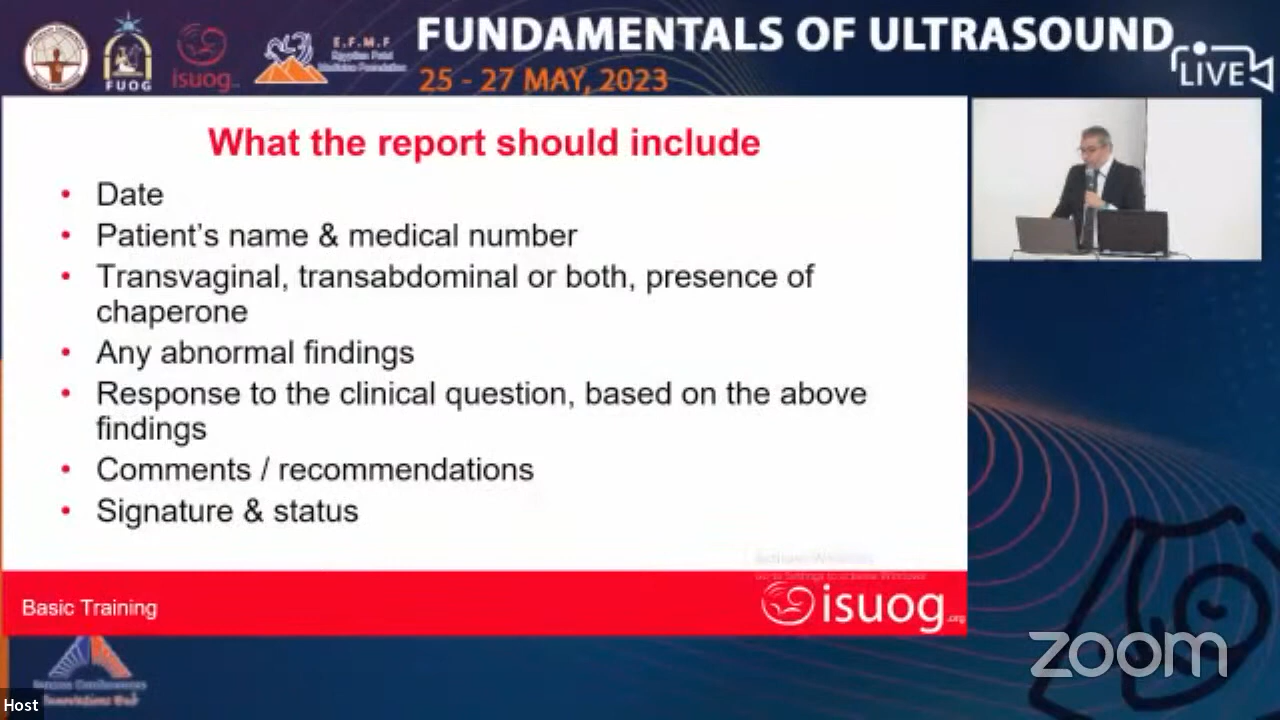 FUNDAMENTALS OF ULTRASOUND
25 - 27 MAY, 2023
LIVE
FUOG
isuog
E.F.M.F
What the report should include
• Date
• Patient's name & medical number
• Transvaginal, transabdominal or both, presence of
chaperone
• Any abnormal findings
• Response to the clinical question, based on the above
findings
• Comments / recommendations
• Signature & status
Basic Training
isuog.org
zoom
Host